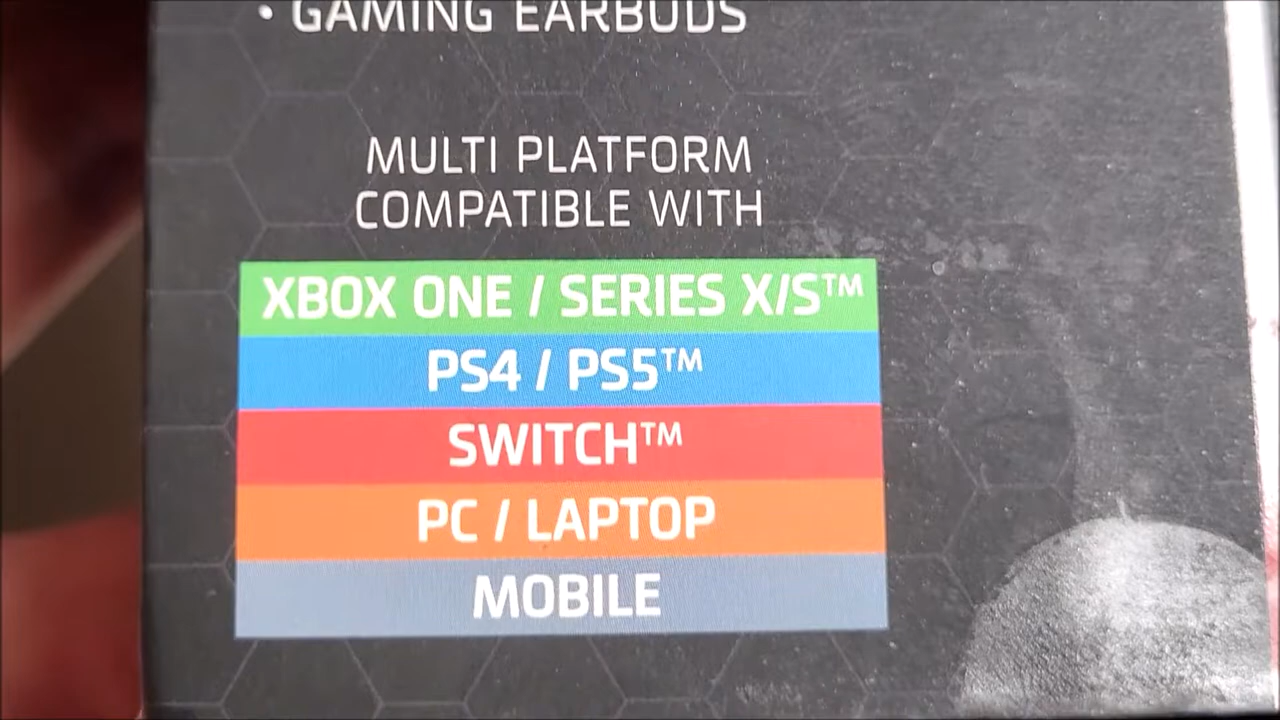 • GAMING EARBUDS
MULTI PLATFORM
COMPATIBLE WITH
XBOX ONE / SERIES X/S™
PS4 / PS5™
SWITCH™
PC / LAPTOP
MOBILE